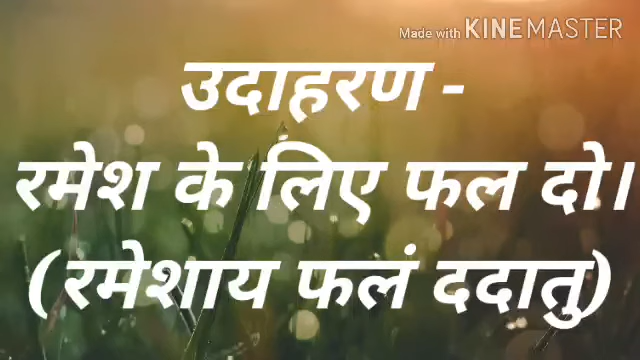 Made with KINEMASTER
उदाहरण -
रमेश के लिए फल दो।
(रमेशाय फलं ददातु)